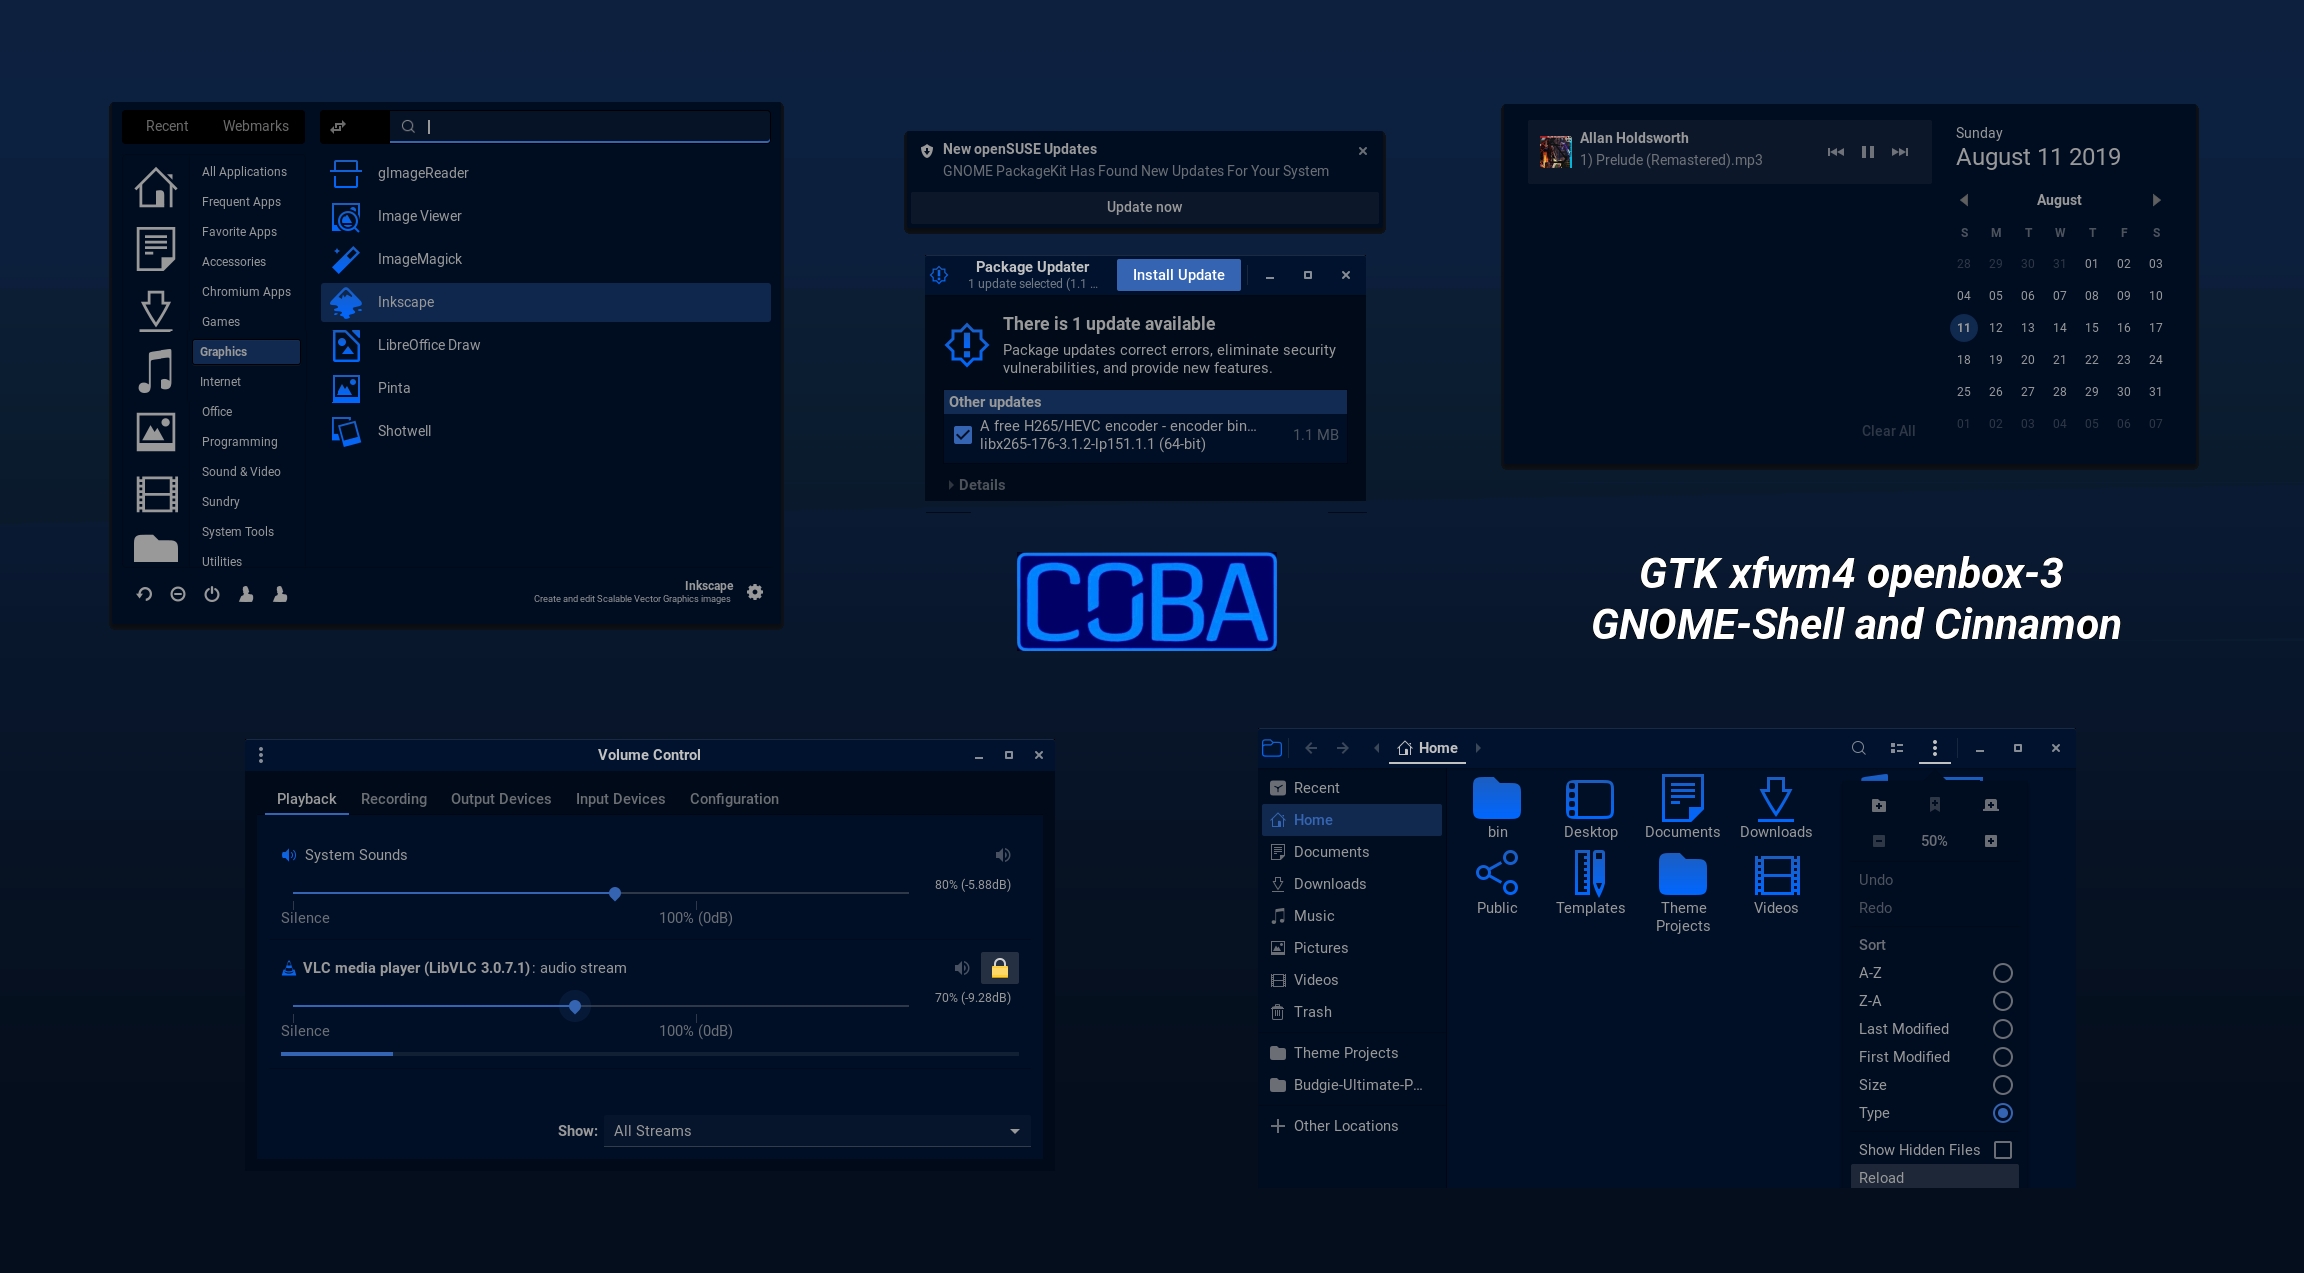 Recent Webmarks
All Applications
Frequent Apps
Favorite Apps
Accessories
Chromium Apps
Games
Graphics
Internet
Office
Programming
Sound & Video
Sundry
System Tools
Utilities
gImageReader
Image Viewer
ImageMagick
Inkscape
LibreOffice Draw
Pinta
Shotwell
Inkscape
Create and edit Scalable Vector Graphics images
New openSUSE Updates
GNOME PackageKit Has Found New Updates For Your System
Update now
Package Updater
1 update selected (1.1 ...
Install Update
There is 1 update available
Package updates correct errors, eliminate security
vulnerabilities, and provide new features.
Other updates
A free H265/HEVC encoder - encoder bin...
libx265-176-3.1.2-lp151.1.1 (64-bit)
1.1 MB
Details
Allan Holdsworth
1) Prelude (Remastered).mp3
Clear All
Sunday
August 11 2019
August
S M T W T F S
28 29 30 31 01 02 03
04 05 06 07 08 09 10
11 12 13 14 15 16 17
18 19 20 21 22 23 24
25 26 27 28 29 30 31
01 02 03 04 05 06 07
COBA
GTK xfwm4 openbox-3
GNOME-Shell and Cinnamon
Volume Control
Playback Recording Output Devices Input Devices Configuration
System Sounds
80% (-5.88dB)
Silence 100% (0dB)
VLC media player (LibVLC 3.0.7.1) : audio stream
70% (-9.28dB)
Silence 100% (0dB)
Show: All Streams
Home
Recent
Home
Documents
Downloads
Music
Pictures
Videos
Trash
Theme Projects
Budgie-Ultimate-P...
Other Locations
bin Desktop Documents Downloads
Public Templates Theme Projects Videos
50%
Undo
Redo
Sort
A-Z
Z-A
Last Modified
First Modified
Size
Type
Show Hidden Files
Reload